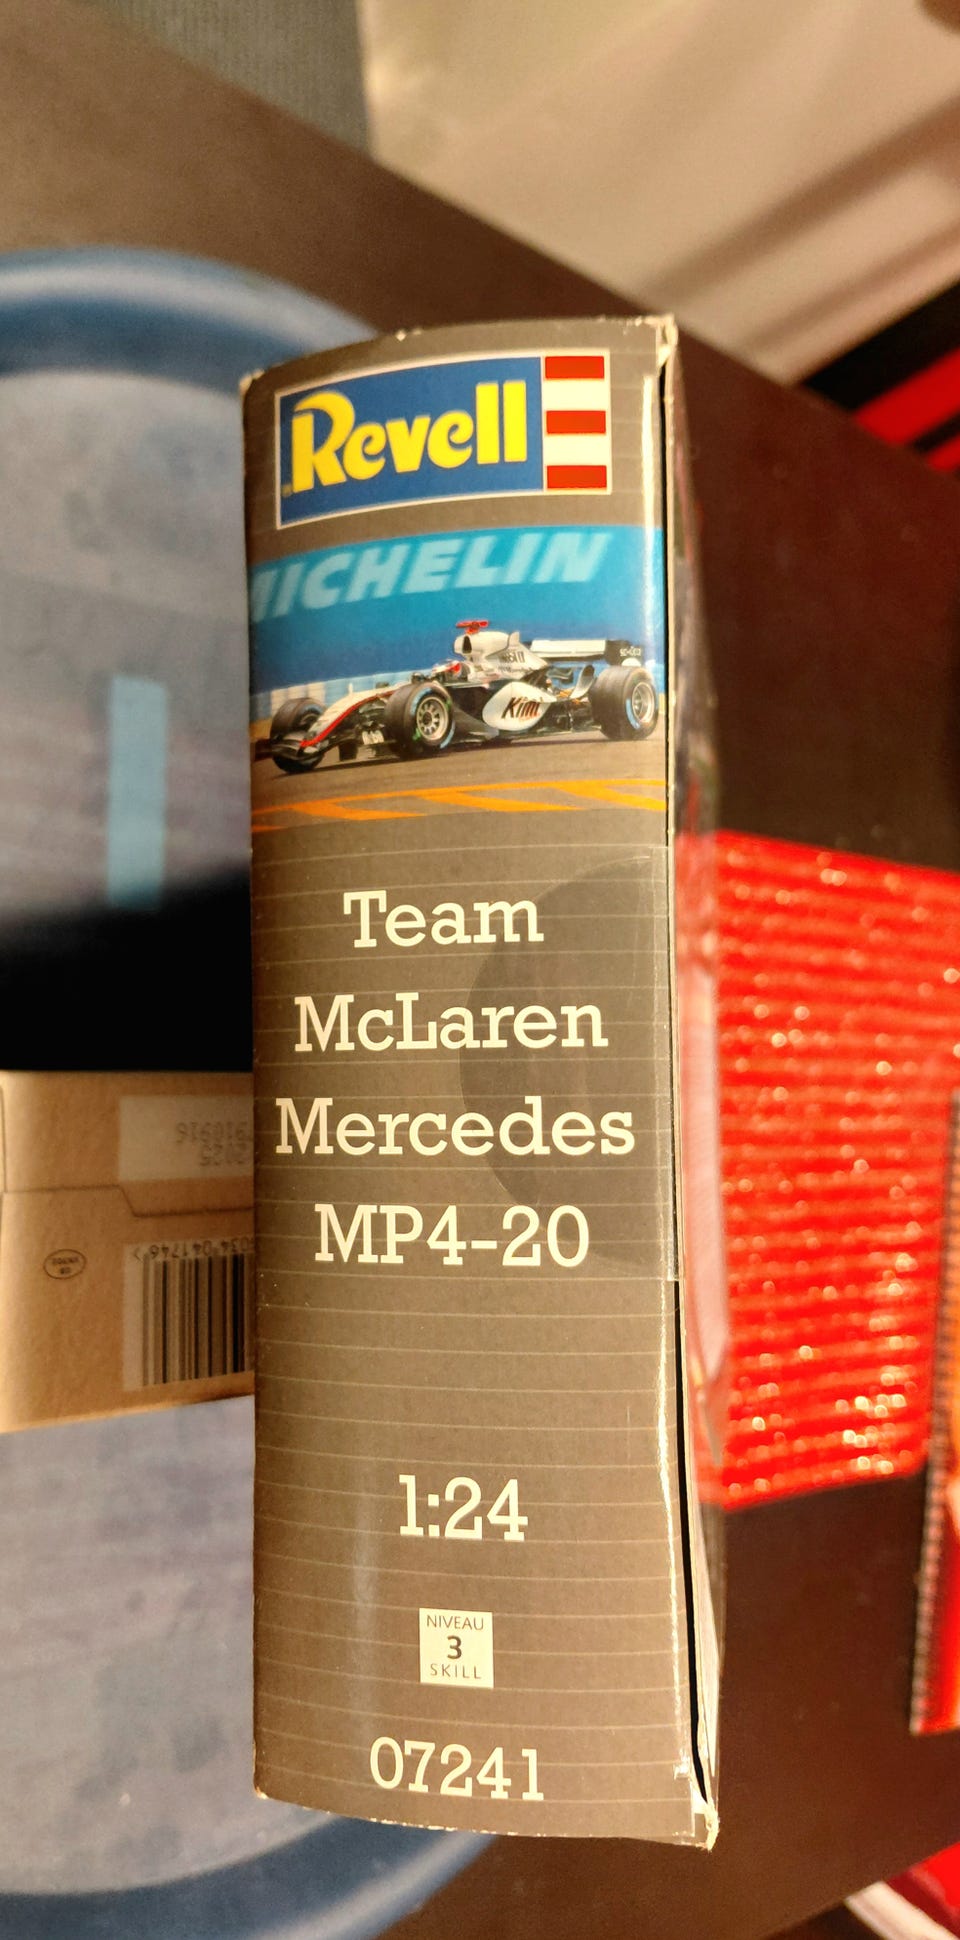 Revell
MICHELIN
Kimi
Team
McLaren
Mercedes
MP4-20
1:24
NIVEAU
3
SKILL
07241